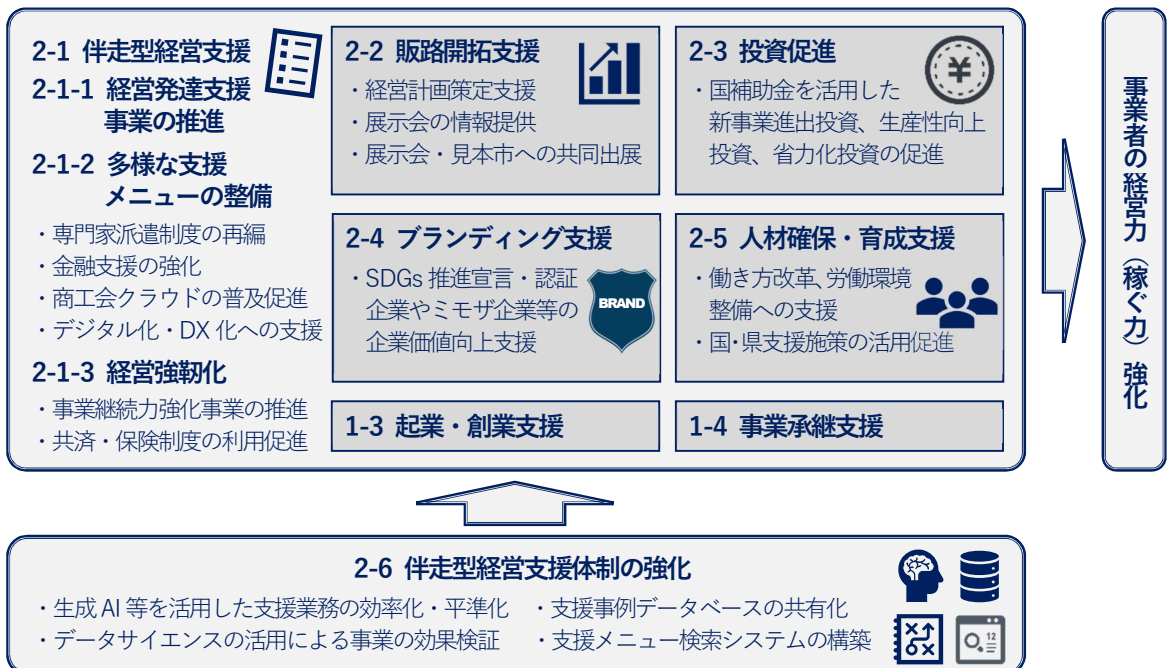 2-1 伴走型経営支援
2-1-1 経営発達支援
事業の推進
2-1-2 多様な支援
メニューの整備
・専門家派遣制度の再編
・金融支援の強化
・商工会クラウドの普及促進
・デジタル化・DX 化への支援
2-1-3 経営強靭化
・事業継続力強化事業の推進
・共済・保険制度の利用促進
2-2 販路開拓支援
・経営計画策定支援
・展示会の情報提供
・展示会・見本市への共同出展
2-3 投資促進
¥
・国補助金を活用した
新事業進出投資、生産性向上
投資、省力化投資の促進
2-4 ブランディング支援
・SDGs 推進宣言・認証
企業やミモザ企業等の
企業価値向上支援
BRAND
2-5 人材確保・育成支援
・働き方改革、労働環境
整備への支援
・国・県支援施策の活用促進
1-3 起業・創業支援
1-4 事業承継支援
事業者の経営力（稼ぐ力）強化
2-6 伴走型経営支援体制の強化
・生成 AI 等を活用した支援業務の効率化・平準化
・データサイエンスの活用による事業の効果検証
・支援事例データベースの共有化
・支援メニュー検索システムの構築
12